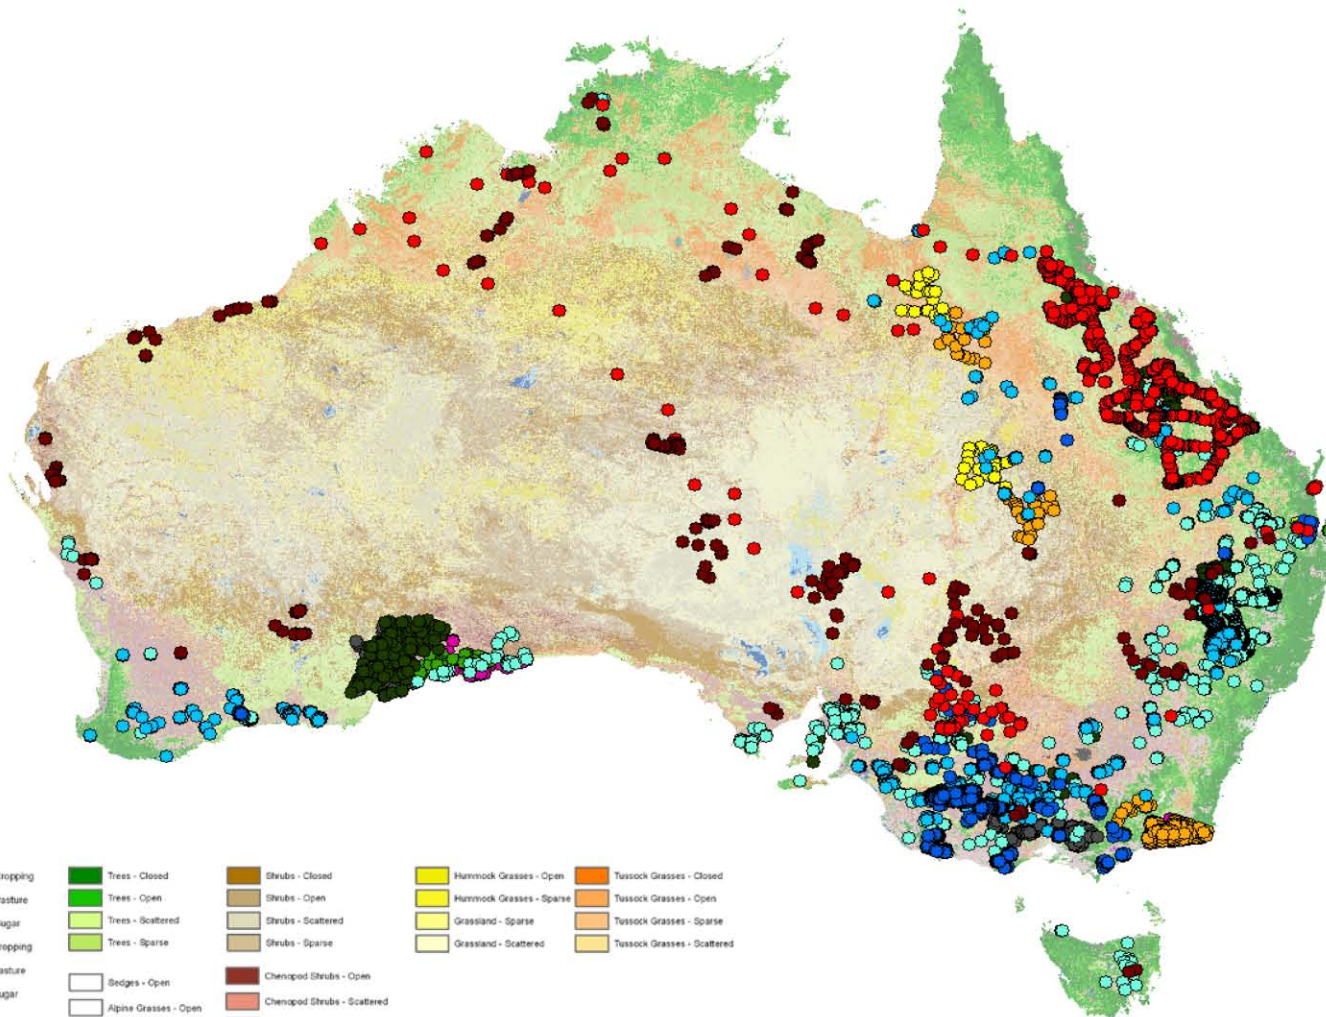 ropping
asture
ugar
ropping
asture
ugar
Trees - Closed
Trees - Open
Trees - Scattered
Trees - Sparse
Sedges - Open
Alpine Grasses - Open
Shrubs - Closed
Shrubs - Open
Shrubs - Scattered
Shrubs - Sparse
Chenopod Shrubs - Open
Chenopod Shrubs - Scattered
Hummock Grasses - Open
Hummock Grasses - Sparse
Grassland - Sparse
Grassland - Scattered
Tussock Grasses - Closed
Tussock Grasses - Open
Tussock Grasses - Sparse
Tussock Grasses - Scattered